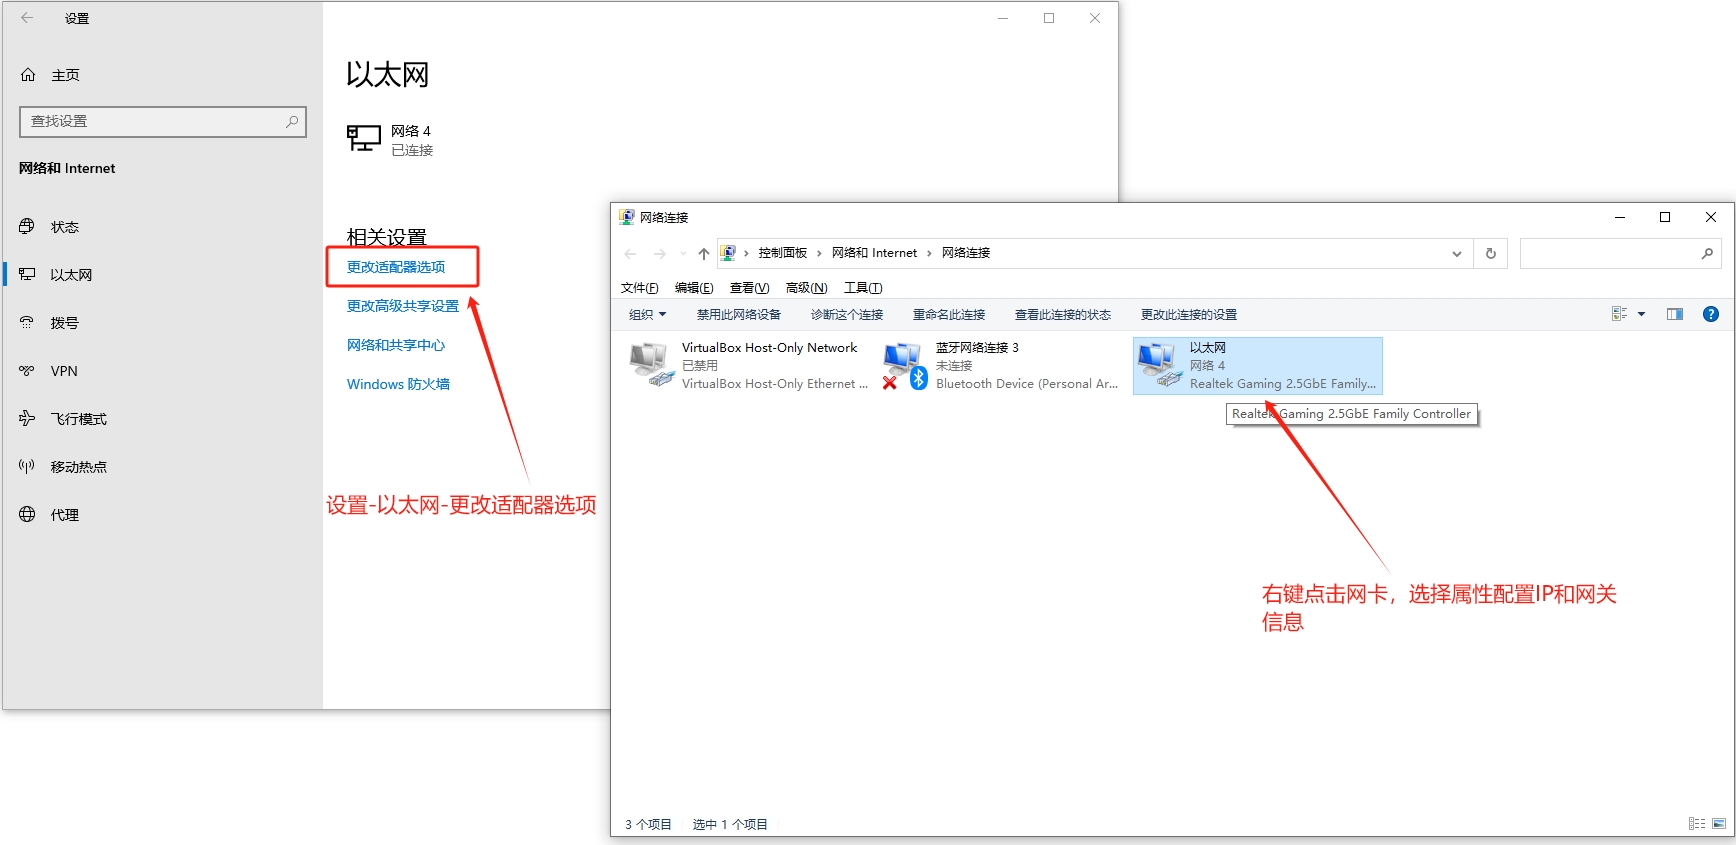 设置
主页
查找设置
网络和 Internet
状态
以太网
拨号
VPN
飞行模式
移动热点
代理
以太网
网络 4
已连接
相关设置
更改适配器选项
更改高级共享设置
网络和共享中心
Windows 防火墙
设置-以太网-更改适配器选项
网络连接
控制面板 › 网络和 Internet › 网络连接
文件(F) 编辑(E) 查看(V) 高级(N) 工具(T)
组织 禁用此网络设备 诊断这个连接 重命名此连接 查看此连接的状态 更改此连接的设置
VirtualBox Host-Only Network
已禁用
VirtualBox Host-Only Ethernet ...
蓝牙网络连接 3
未连接
Bluetooth Device (Personal Ar...
以太网
网络 4
Realtek Gaming 2.5GbE Family...
Realtek Gaming 2.5GbE Family Controller
右键点击网卡，选择属性配置IP和网关
信息
3 个项目 选中 1 个项目